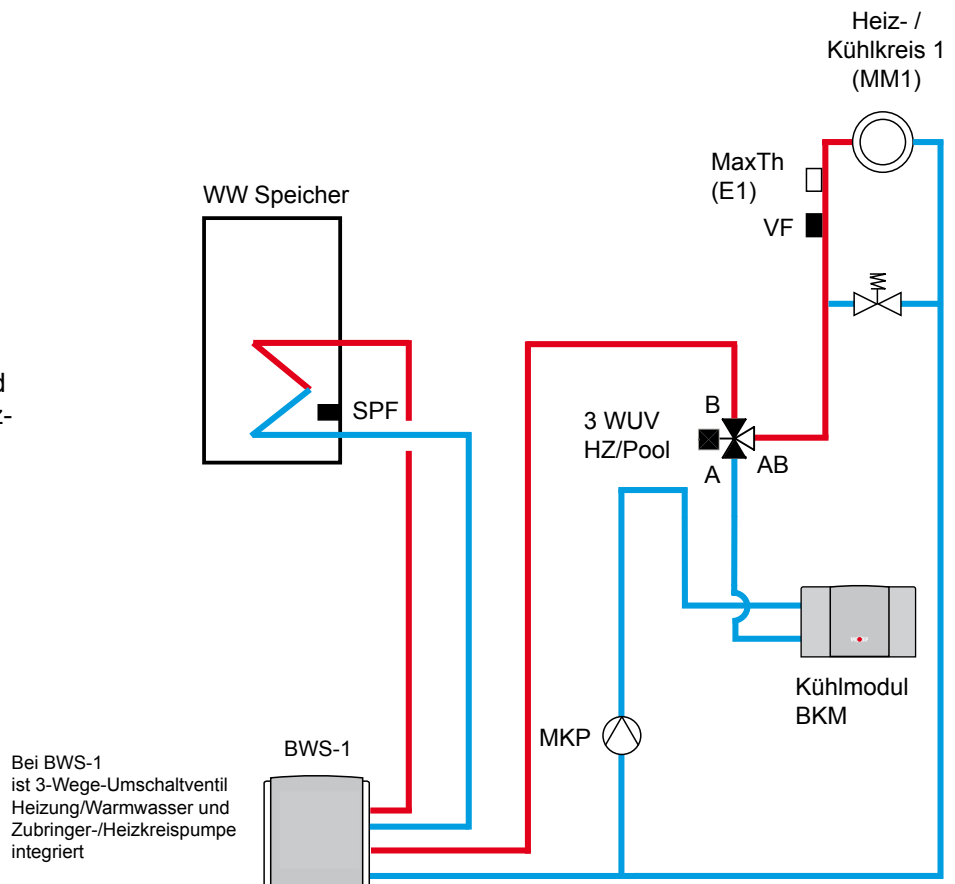 Heiz- /
Kühlkreis 1
(MM1)
MaxTh
(E1)
VF
WW Speicher
SPF
d
z-
B
3 WUV
HZ/Pool
A
AB
Kühlmodul
BKM
MKP
BWS-1
Bei BWS-1
ist 3-Wege-Umschaltventil
Heizung/Warmwasser und
Zubringer-/Heizkreispumpe
integriert